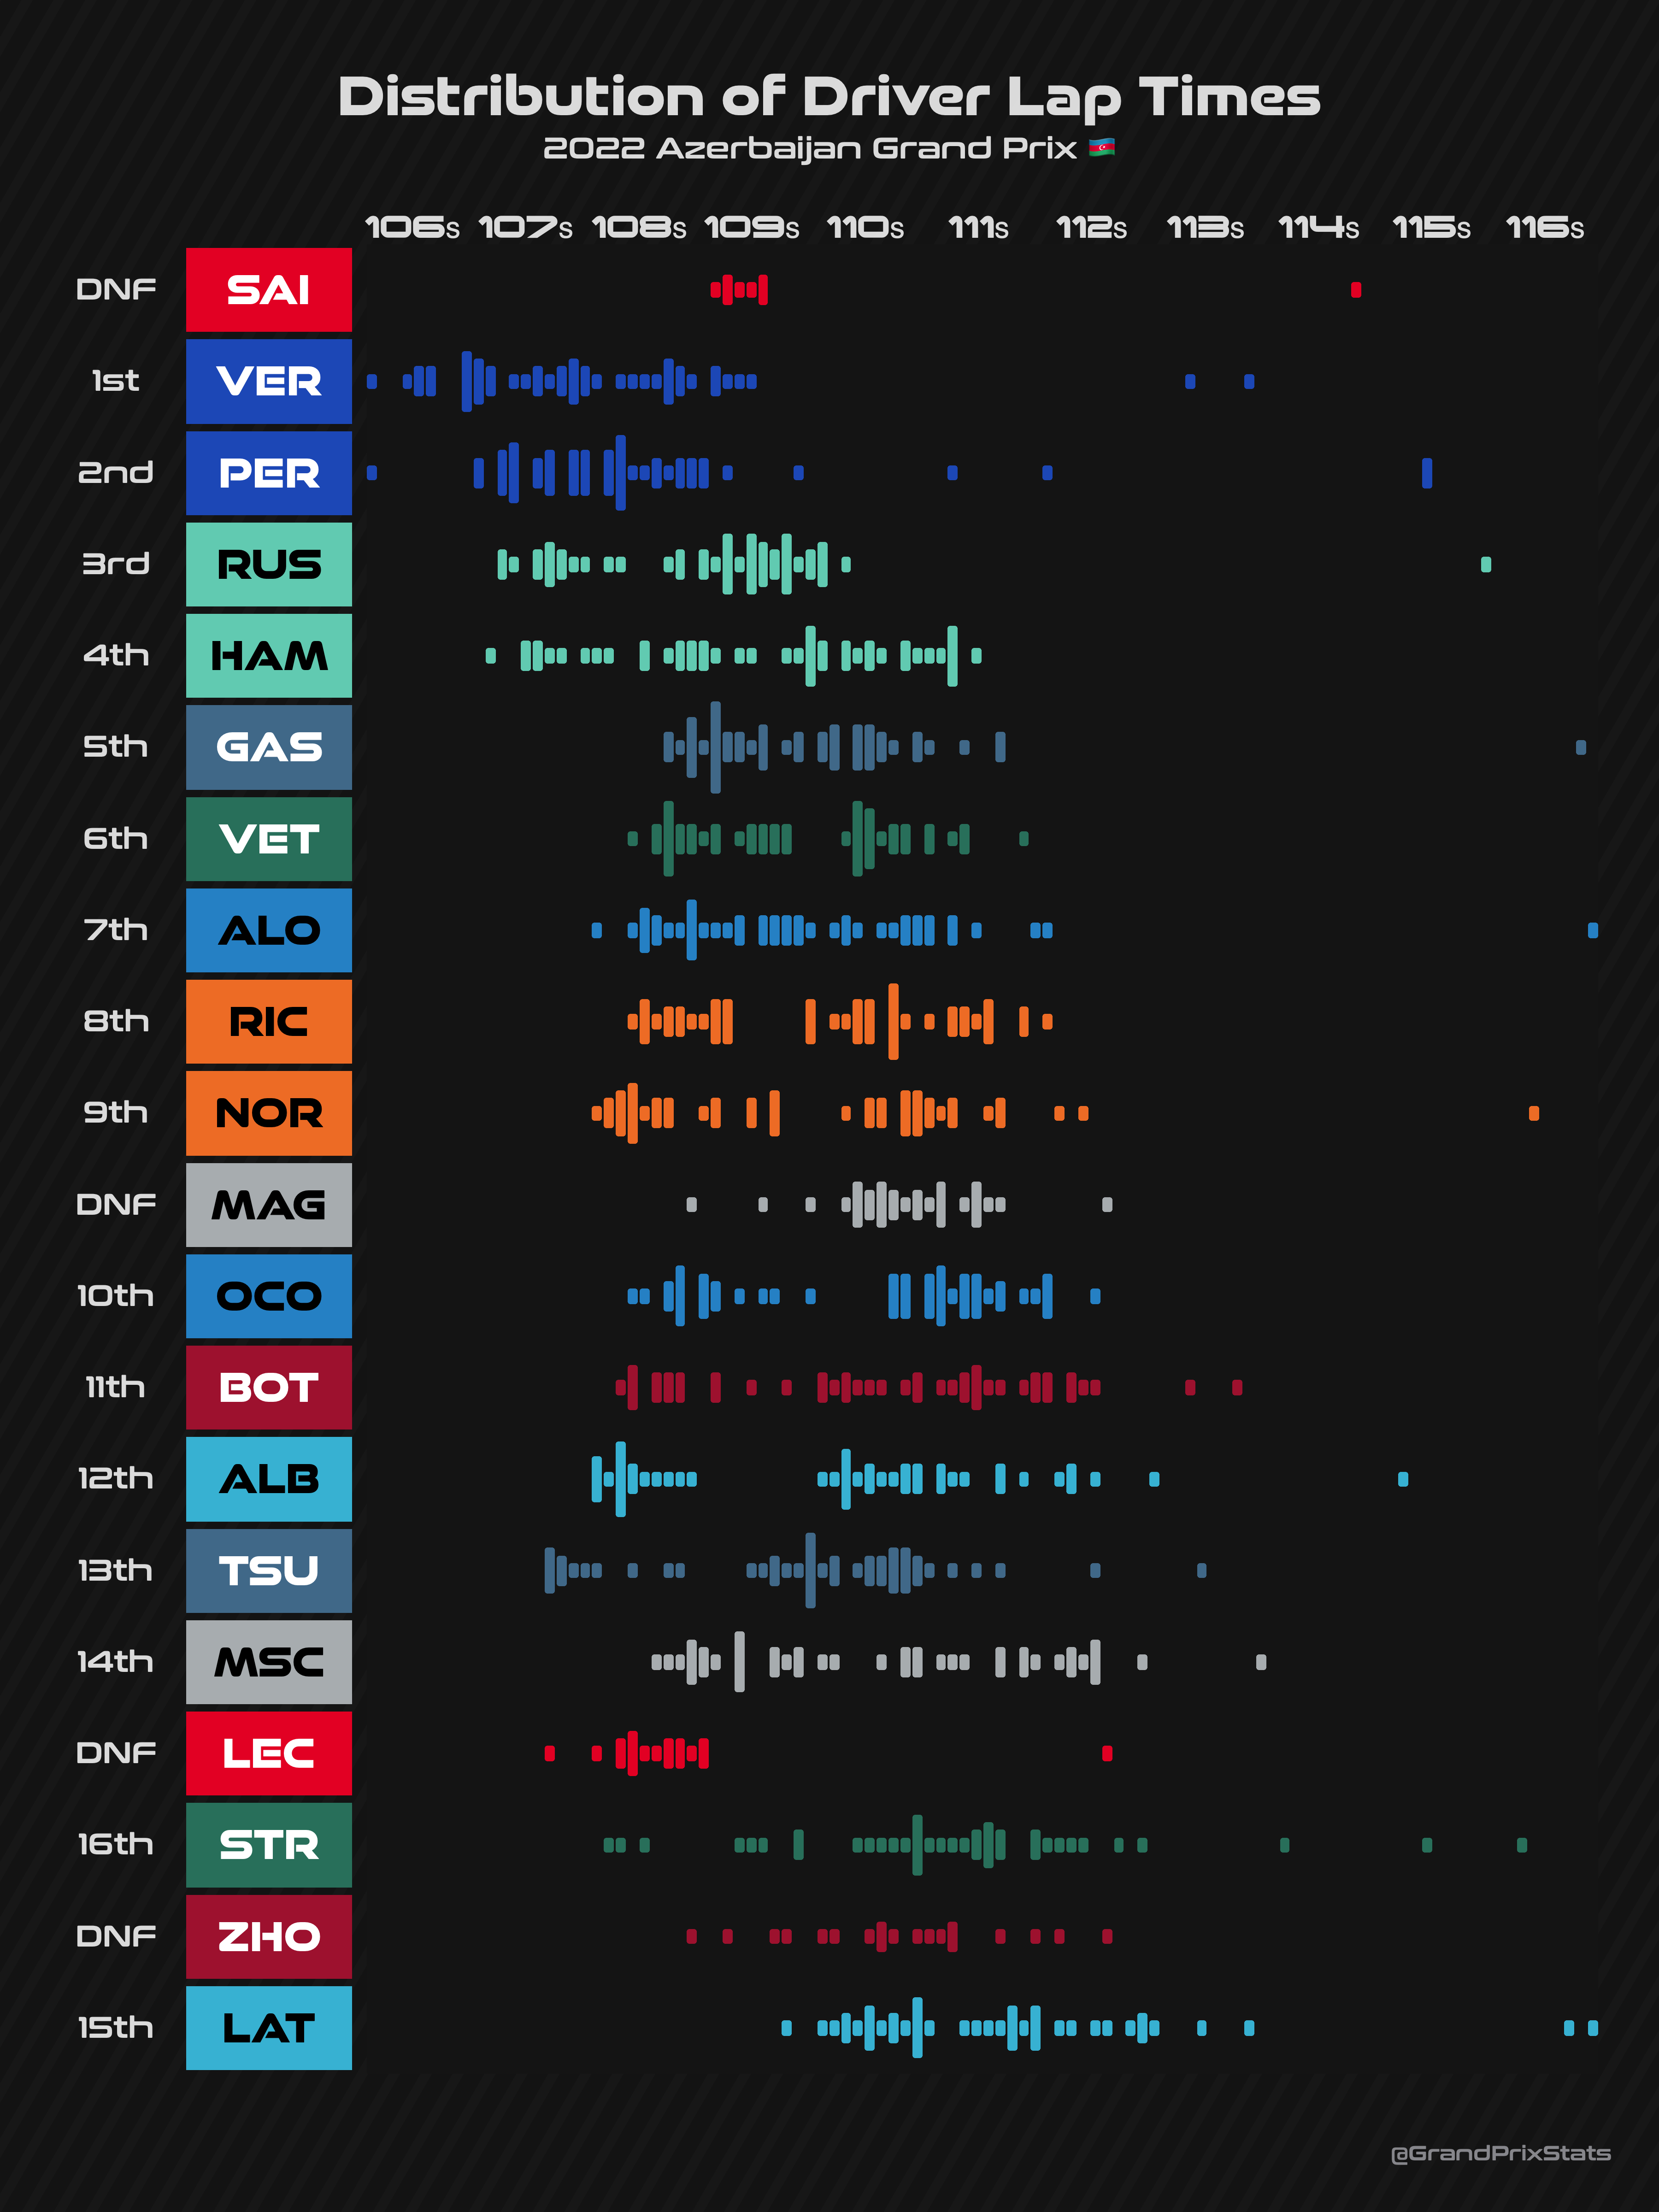 Distribution of Driver Lap Times
2022 Azerbaijan Grand Prix 🇦🇿
106s 107s 108s 109s 110s 111s 112s 113s 114s 115s 116s
DNF SAI
1st VER
2nd PER
3rd RUS
4th HAM
5th GAS
6th VET
7th ALO
8th RIC
9th NOR
DNF MAG
10th OCO
11th BOT
12th ALB
13th TSU
14th MSC
DNF LEC
16th STR
DNF ZHO
15th LAT
@GrandPrixStats